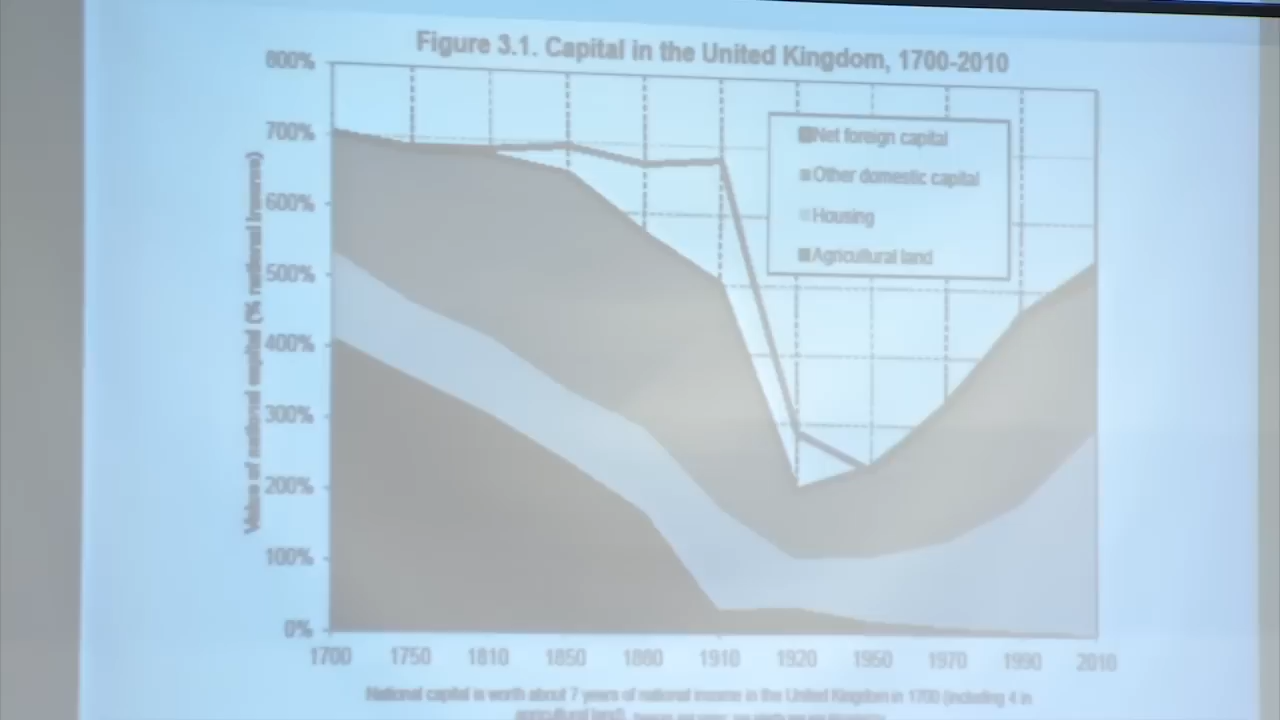 Figure 3.1. Capital in the United Kingdom, 1700-2010
800%
700%
600%
500%
400%
300%
200%
100%
0%
Value of national capital (% national income)
Net foreign capital
Other domestic capital
Housing
Agricultural land
1700 1750 1810 1850 1880 1910 1920 1950 1970 1990 2010
National capital is worth about 7 years of national income in the United Kingdom in 1700 (including 4 in
agricultural land).